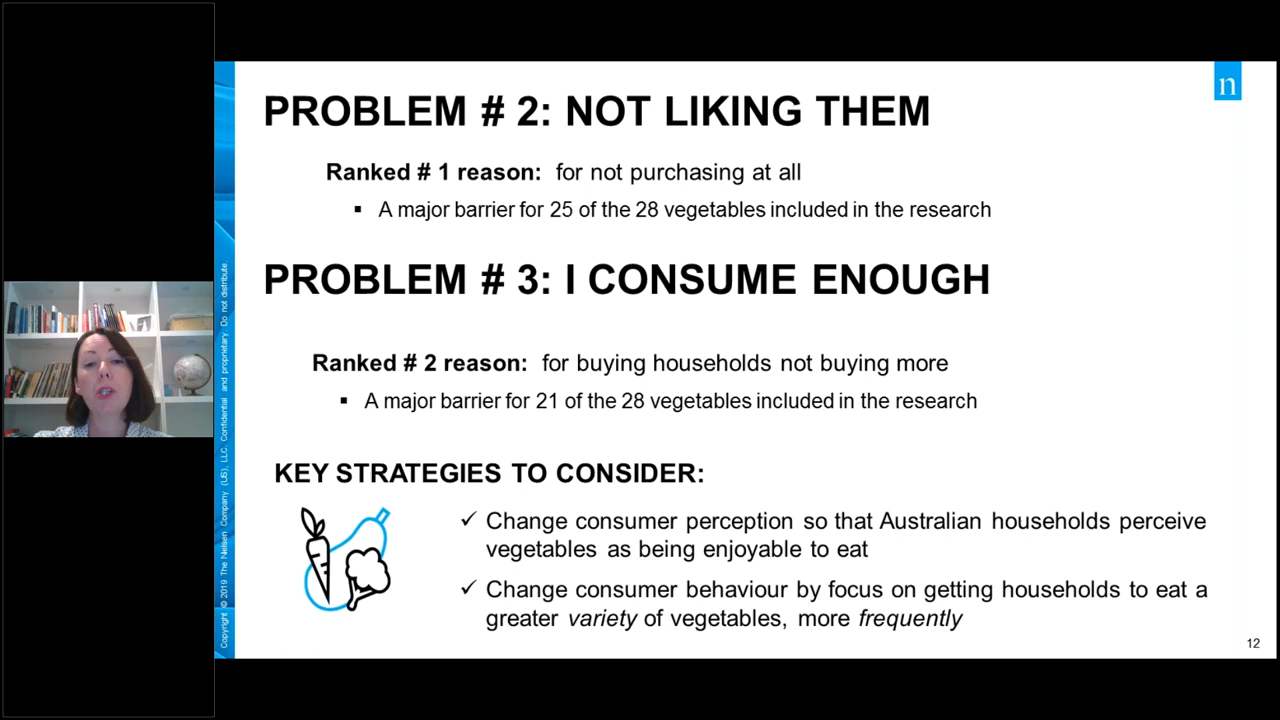 n
PROBLEM # 2: NOT LIKING THEM
Ranked # 1 reason: for not purchasing at all
▪ A major barrier for 25 of the 28 vegetables included in the research
PROBLEM # 3: I CONSUME ENOUGH
Ranked # 2 reason: for buying households not buying more
▪ A major barrier for 21 of the 28 vegetables included in the research
KEY STRATEGIES TO CONSIDER:
✓ Change consumer perception so that Australian households perceive
vegetables as being enjoyable to eat
✓ Change consumer behaviour by focus on getting households to eat a
greater variety of vegetables, more frequently
12
Copyright © 2019 The Nielsen Company (US), LLC. Confidential and proprietary. Do not distribute.